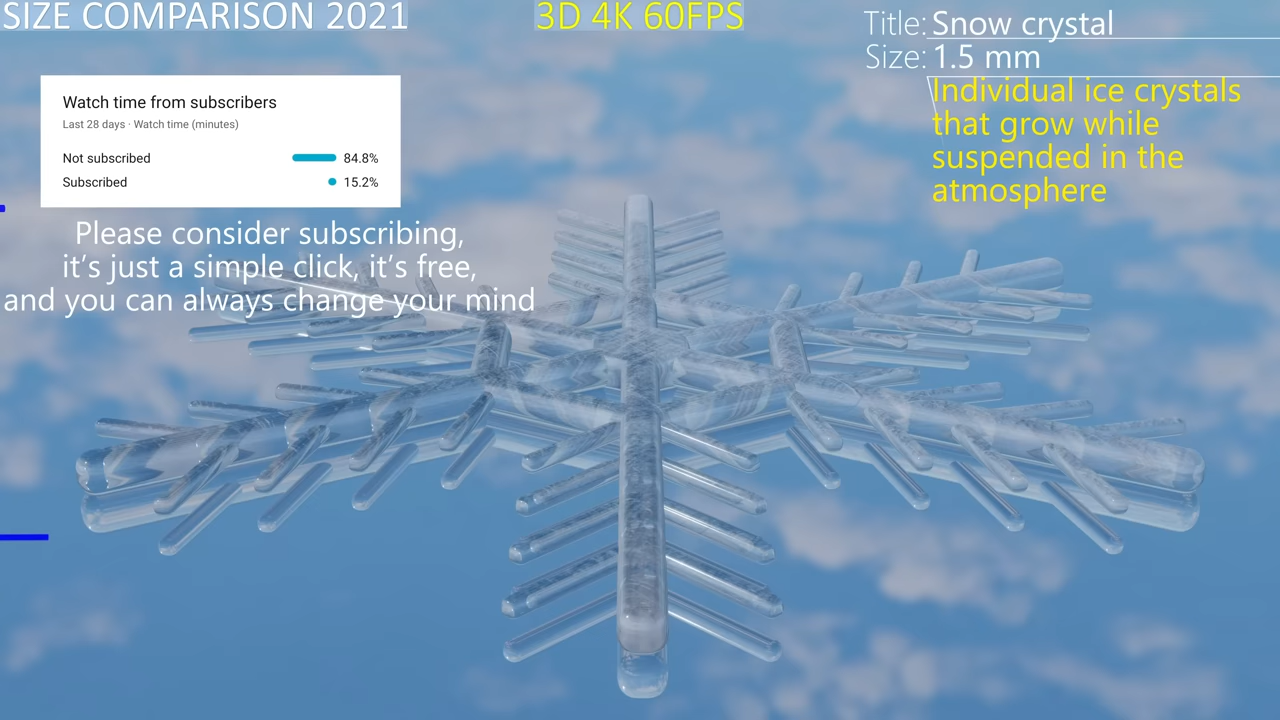 SIZE COMPARISON 2021
3D 4K 60FPS
Title: Snow crystal
Size: 1.5 mm
Individual ice crystals
that grow while
suspended in the
atmosphere
Watch time from subscribers
Last 28 days · Watch time (minutes)
Not subscribed 84.8%
Subscribed 15.2%
Please consider subscribing,
it’s just a simple click, it’s free,
and you can always change your mind